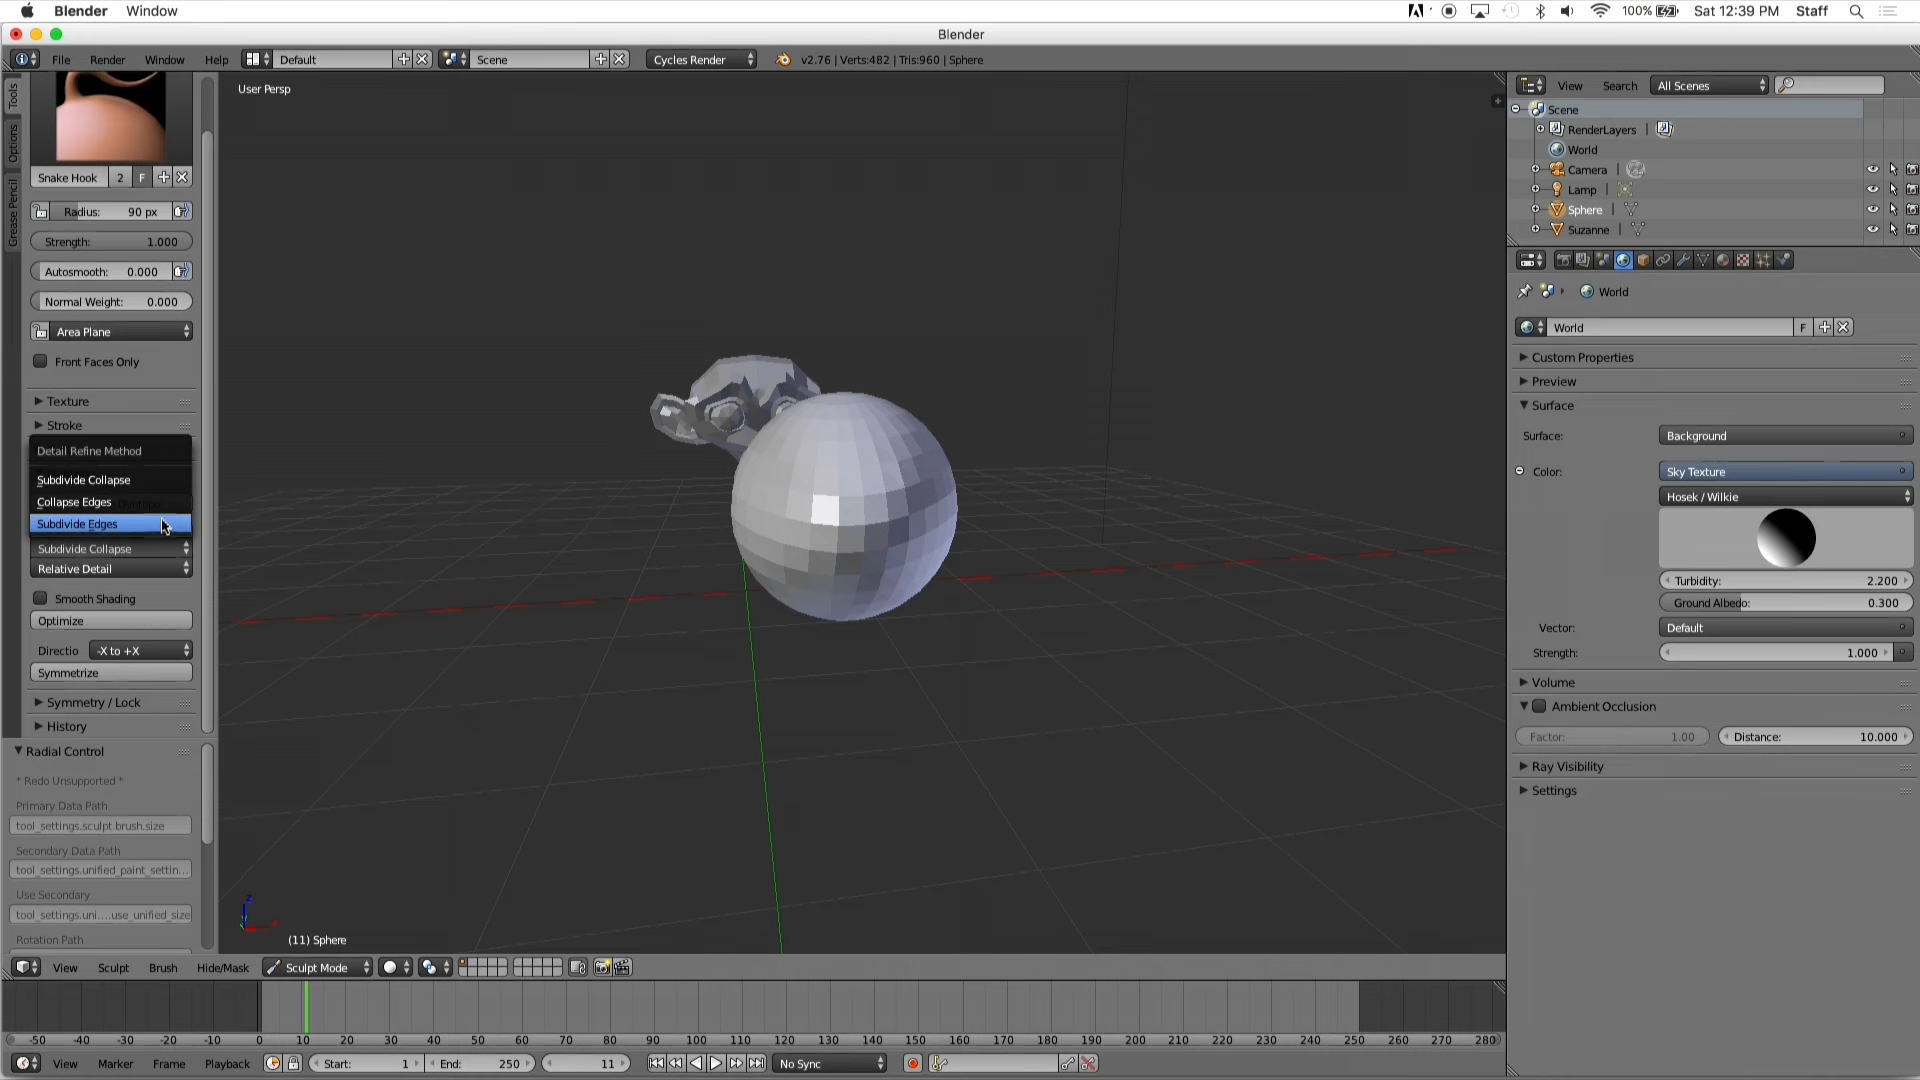 Blender Window 100% Sat 12:39 PM Staff
Blender
File Render Window Help Default Scene Cycles Render v2.76 | Verts:482 | Tris:960 | Sphere
Tools
Options
Grease Pencil
Snake Hook 2 F
Radius: 90 px
Strength: 1.000
Autosmooth: 0.000
Normal Weight: 0.000
Area Plane
Front Faces Only
Texture
Stroke
Detail Refine Method
Subdivide Collapse
Collapse Edges
Subdivide Edges
Subdivide Collapse
Relative Detail
Smooth Shading
Optimize
Directio -X to +X
Symmetrize
Symmetry / Lock
History
Radial Control
* Redo Unsupported *
Primary Data Path
tool_settings.sculpt.brush.size
Secondary Data Path
tool_settings.unified_paint_settin...
Use Secondary
tool_settings.uni....use_unified_size
Rotation Path
User Persp
(11) Sphere
View Sculpt Brush Hide/Mask Sculpt Mode
-50 -40 -30 -20 -10 0 10 20 30 40 50 60 70 80 90 100 110 120 130 140 150 160 170 180 190 200 210 220 230 240 250 260 270 280
View Marker Frame Playback Start: 1 End: 250 11 No Sync
View Search All Scenes
Scene
RenderLayers
World
Camera
Lamp
Sphere
Suzanne
World
World F
Custom Properties
Preview
Surface
Surface: Background
Color: Sky Texture
Hosek / Wilkie
Turbidity: 2.200
Ground Albedo: 0.300
Vector: Default
Strength: 1.000
Volume
Ambient Occlusion
Factor: 1.00 Distance: 10.000
Ray Visibility
Settings